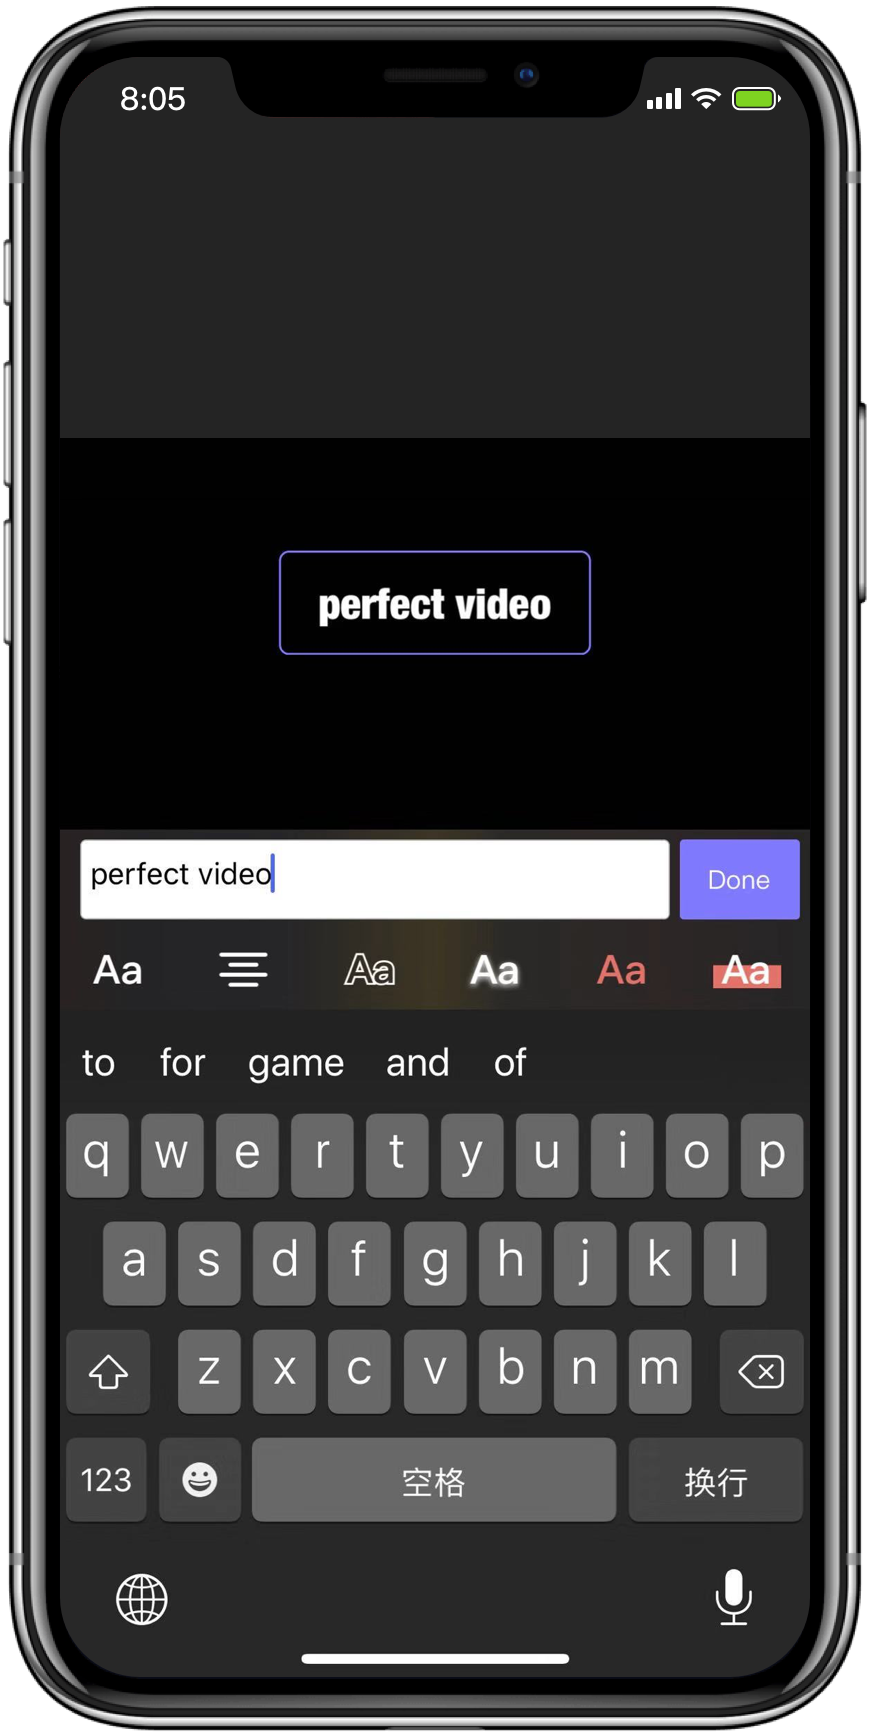 8:05
perfect video
perfect video
Done
Aa Aa Aa Aa Aa
to for game and of
q w e r t y u i o p
a s d f g h j k l
z x c v b n m
123 空格 换行